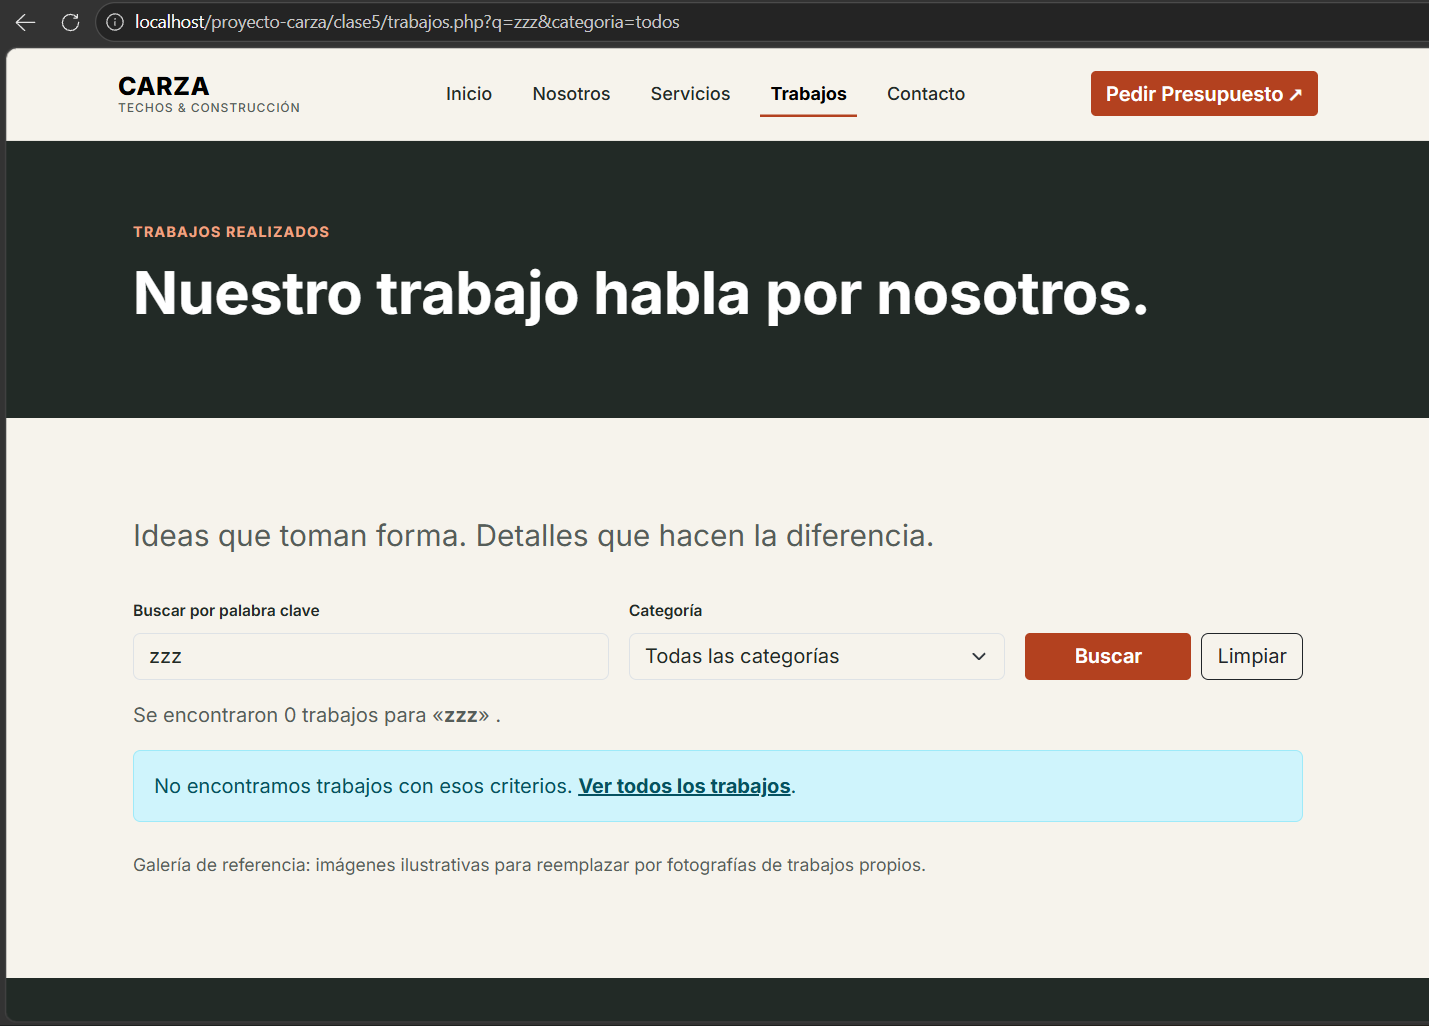 localhost/proyecto-carza/clase5/trabajos.php?q=zzz&categoria=todos
CARZA
TECHOS & CONSTRUCCIÓN
Inicio Nosotros Servicios Trabajos Contacto
Pedir Presupuesto ↗
TRABAJOS REALIZADOS
Nuestro trabajo habla por nosotros.
Ideas que toman forma. Detalles que hacen la diferencia.
Buscar por palabra clave
Categoría
zzz
Todas las categorías
Buscar
Limpiar
Se encontraron 0 trabajos para «zzz» .
No encontramos trabajos con esos criterios. Ver todos los trabajos.
Galería de referencia: imágenes ilustrativas para reemplazar por fotografías de trabajos propios.